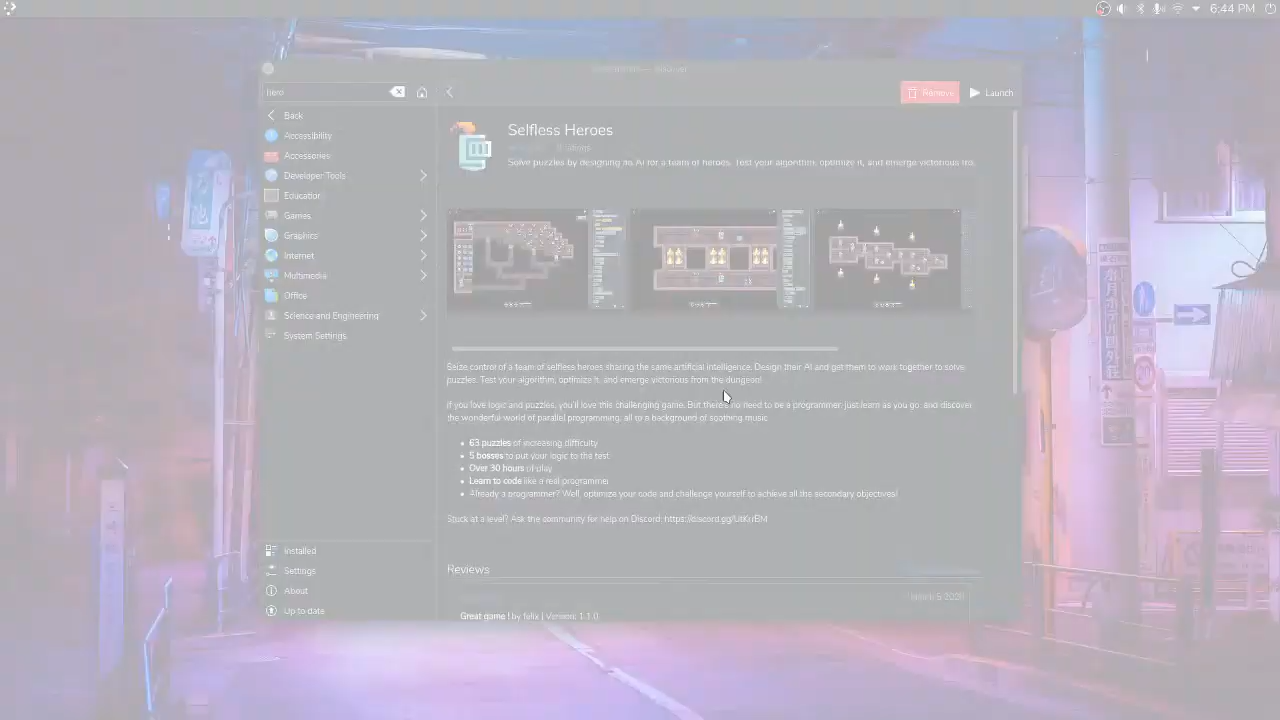 6:44 PM
hero
Remove
Launch
Back
Accessibility
Accessories
Developer Tools
Education
Games
Graphics
Internet
Multimedia
Office
Science and Engineering
System Settings
Installed
Settings
About
Up to date
Selfless Heroes
Solve puzzles by designing an AI for a team of heroes. Test your algorithm, optimize it, and emerge victorious fro…
Seize control of a team of selfless heroes sharing the same artificial intelligence. Design their AI and get them to work together to solve
puzzles. Test your algorithm, optimize it, and emerge victorious from the dungeon!
If you love logic and puzzles, you'll love this challenging game. But there's no need to be a programmer, just learn as you go, and discover
the wonderful world of parallel programming, all to a background of soothing music
63 puzzles of increasing difficulty
5 bosses to put your logic to the test
Over 30 hours of play
Learn to code like a real programmer
Already a programmer? Well, optimize your code and challenge yourself to achieve all the secondary objectives!
Stuck at a level? Ask the community for help on Discord:
Reviews
Great game ! by felix | Version: 1.1.0